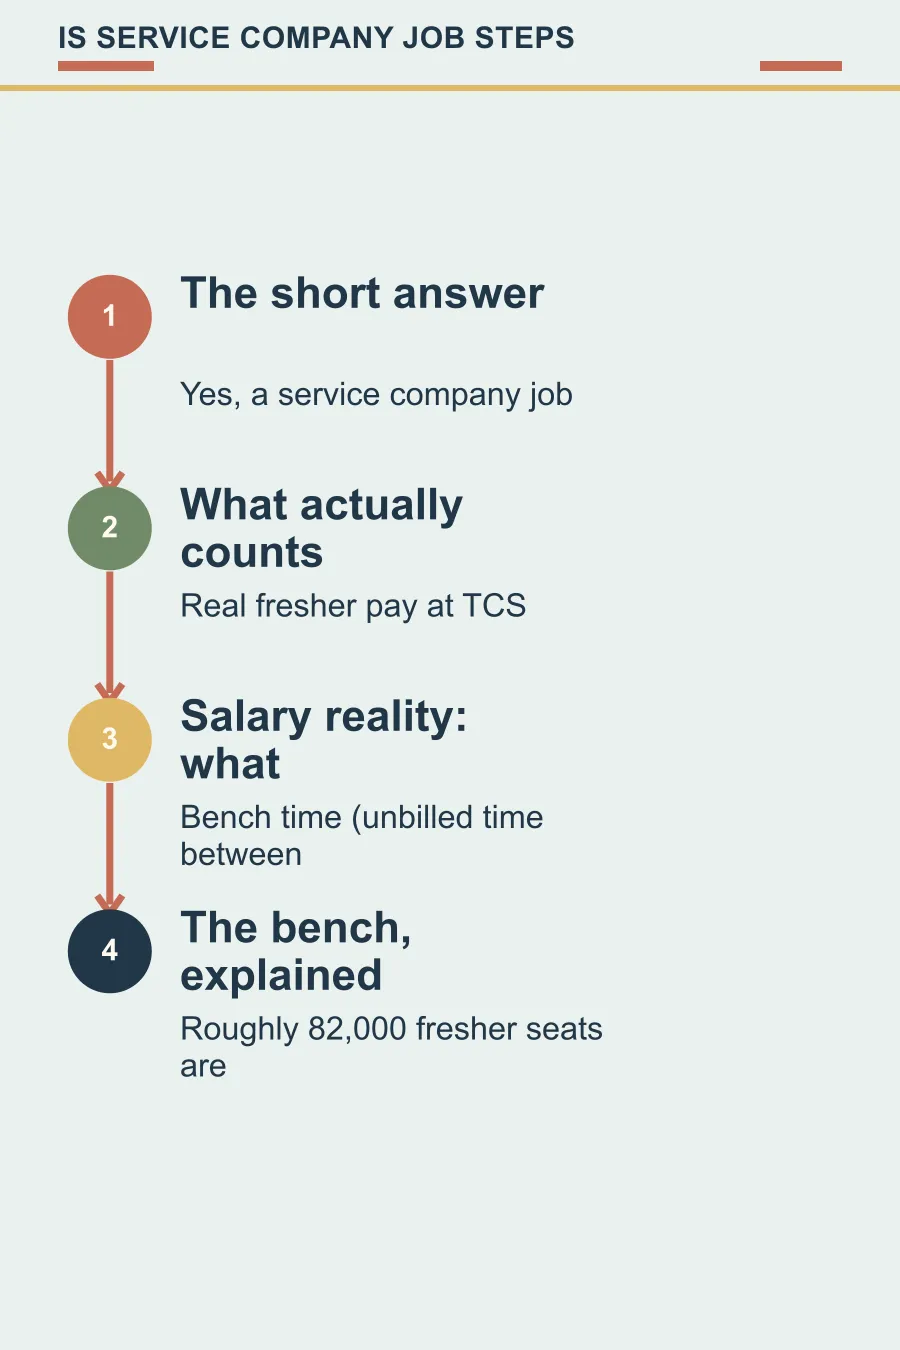 IS SERVICE COMPANY JOB STEPS
1
The short answer
Yes, a service company job
2
What actually
counts
Real fresher pay at TCS
3
Salary reality:
what
Bench time (unbilled time
between
4
The bench,
explained
Roughly 82,000 fresher seats
are